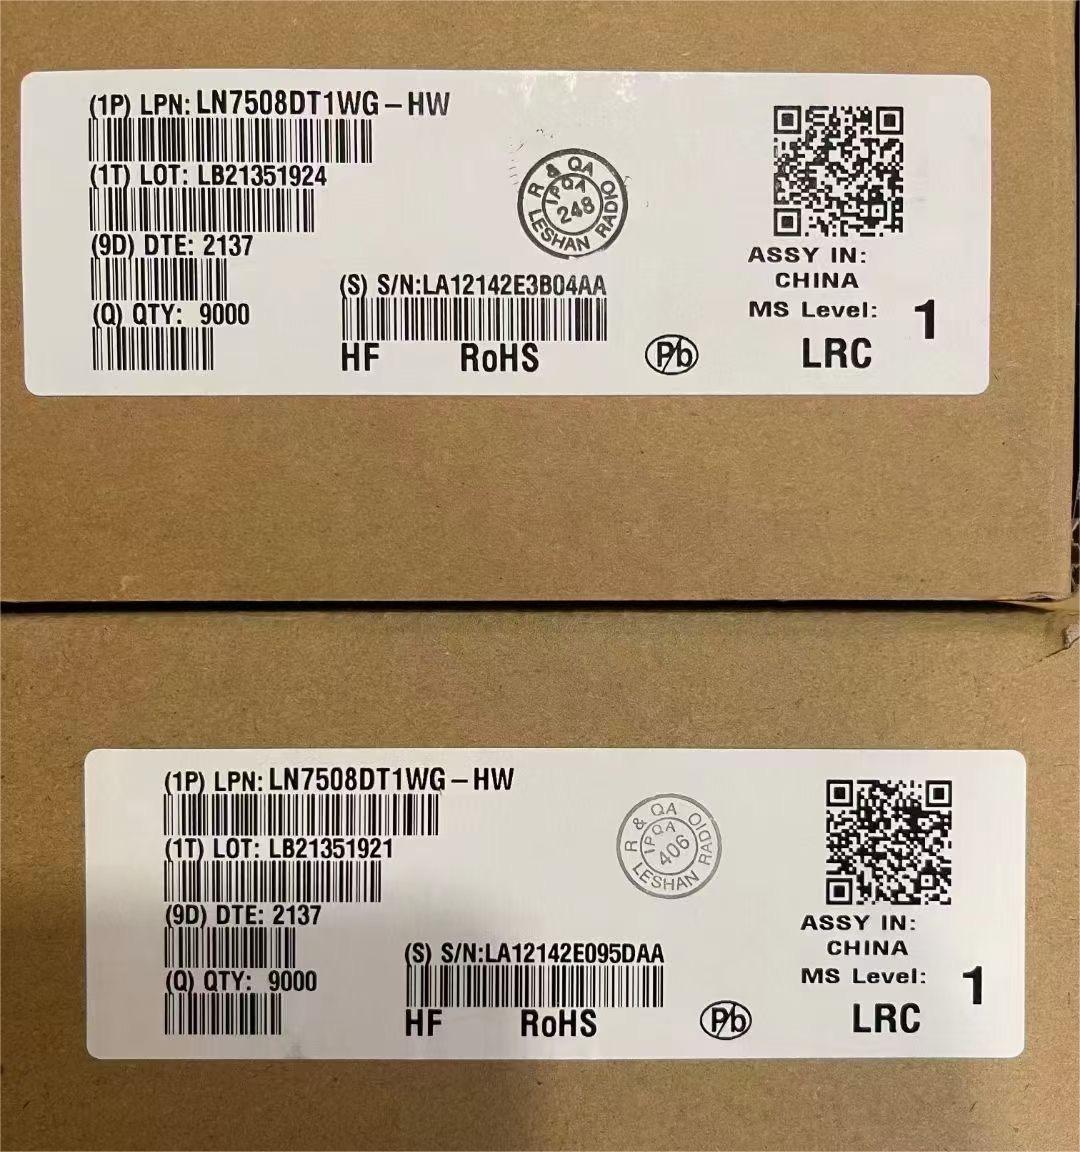 (1P) LPN: LN7508DT1WG-HW
(1T) LOT: LB21351924
(9D) DTE: 2137
(Q) QTY: 9000
(S) S/N:LA12142E3B04AA
HF RoHS Pb
R & QA
IPQA
248
LESHAN RADIO
ASSY IN:
CHINA
MS Level: 1
LRC
(1P) LPN: LN7508DT1WG-HW
(1T) LOT: LB21351921
(9D) DTE: 2137
(Q) QTY: 9000
(S) S/N:LA12142E095DAA
HF RoHS Pb
R & QA
IPQA
406
LESHAN RADIO
ASSY IN:
CHINA
MS Level: 1
LRC